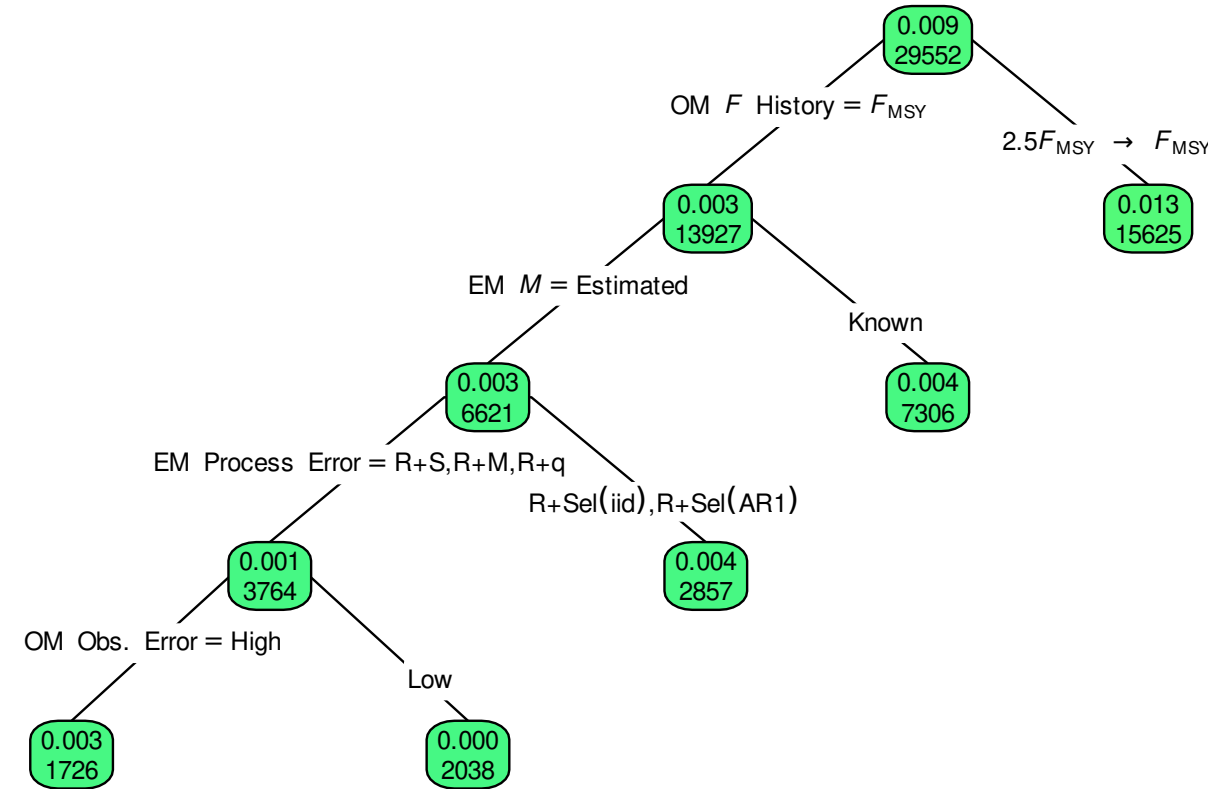 0.009
29552
OM F History = FMSY
2.5FMSY → FMSY
0.003
13927
0.013
15625
EM M = Estimated
Known
0.003
6621
0.004
7306
EM Process Error = R+S,R+M,R+q
R+Sel(iid),R+Sel(AR1)
0.001
3764
0.004
2857
OM Obs. Error = High
Low
0.003
1726
0.000
2038